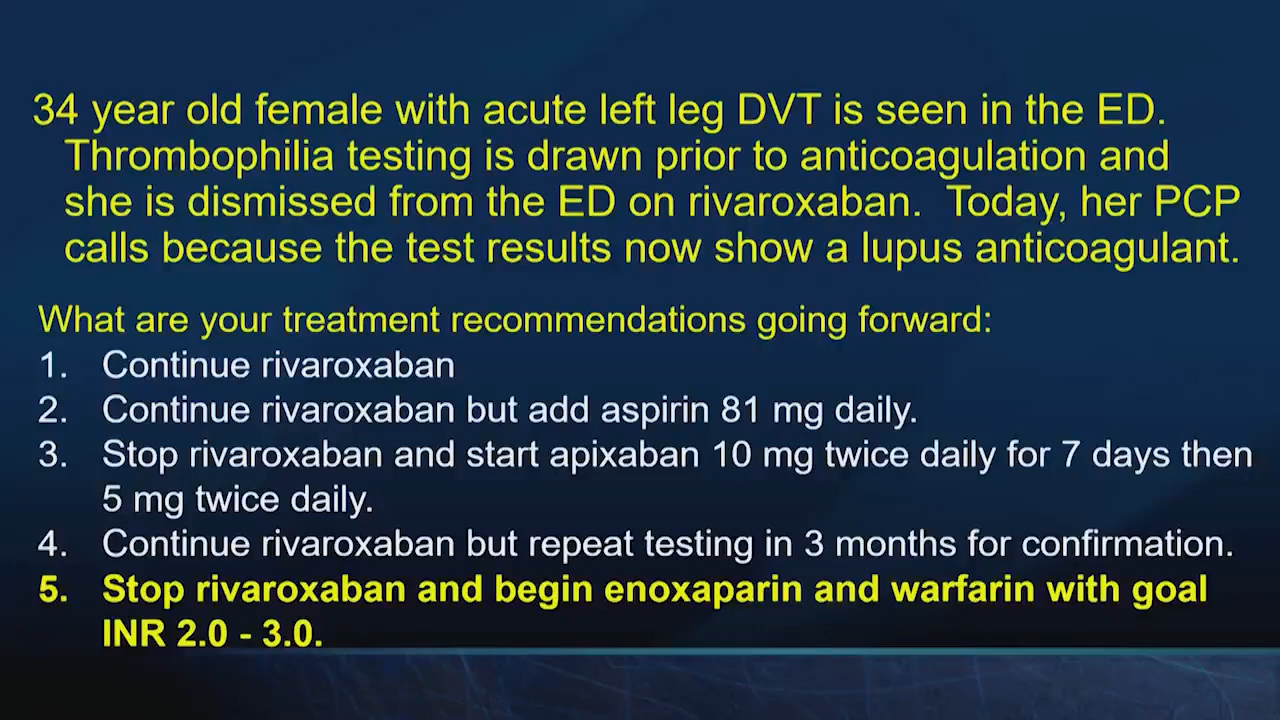 34 year old female with acute left leg DVT is seen in the ED.
Thrombophilia testing is drawn prior to anticoagulation and
she is dismissed from the ED on rivaroxaban. Today, her PCP
calls because the test results now show a lupus anticoagulant.
What are your treatment recommendations going forward:
1. Continue rivaroxaban
2. Continue rivaroxaban but add aspirin 81 mg daily.
3. Stop rivaroxaban and start apixaban 10 mg twice daily for 7 days then
5 mg twice daily.
4. Continue rivaroxaban but repeat testing in 3 months for confirmation.
5. Stop rivaroxaban and begin enoxaparin and warfarin with goal
INR 2.0 - 3.0.